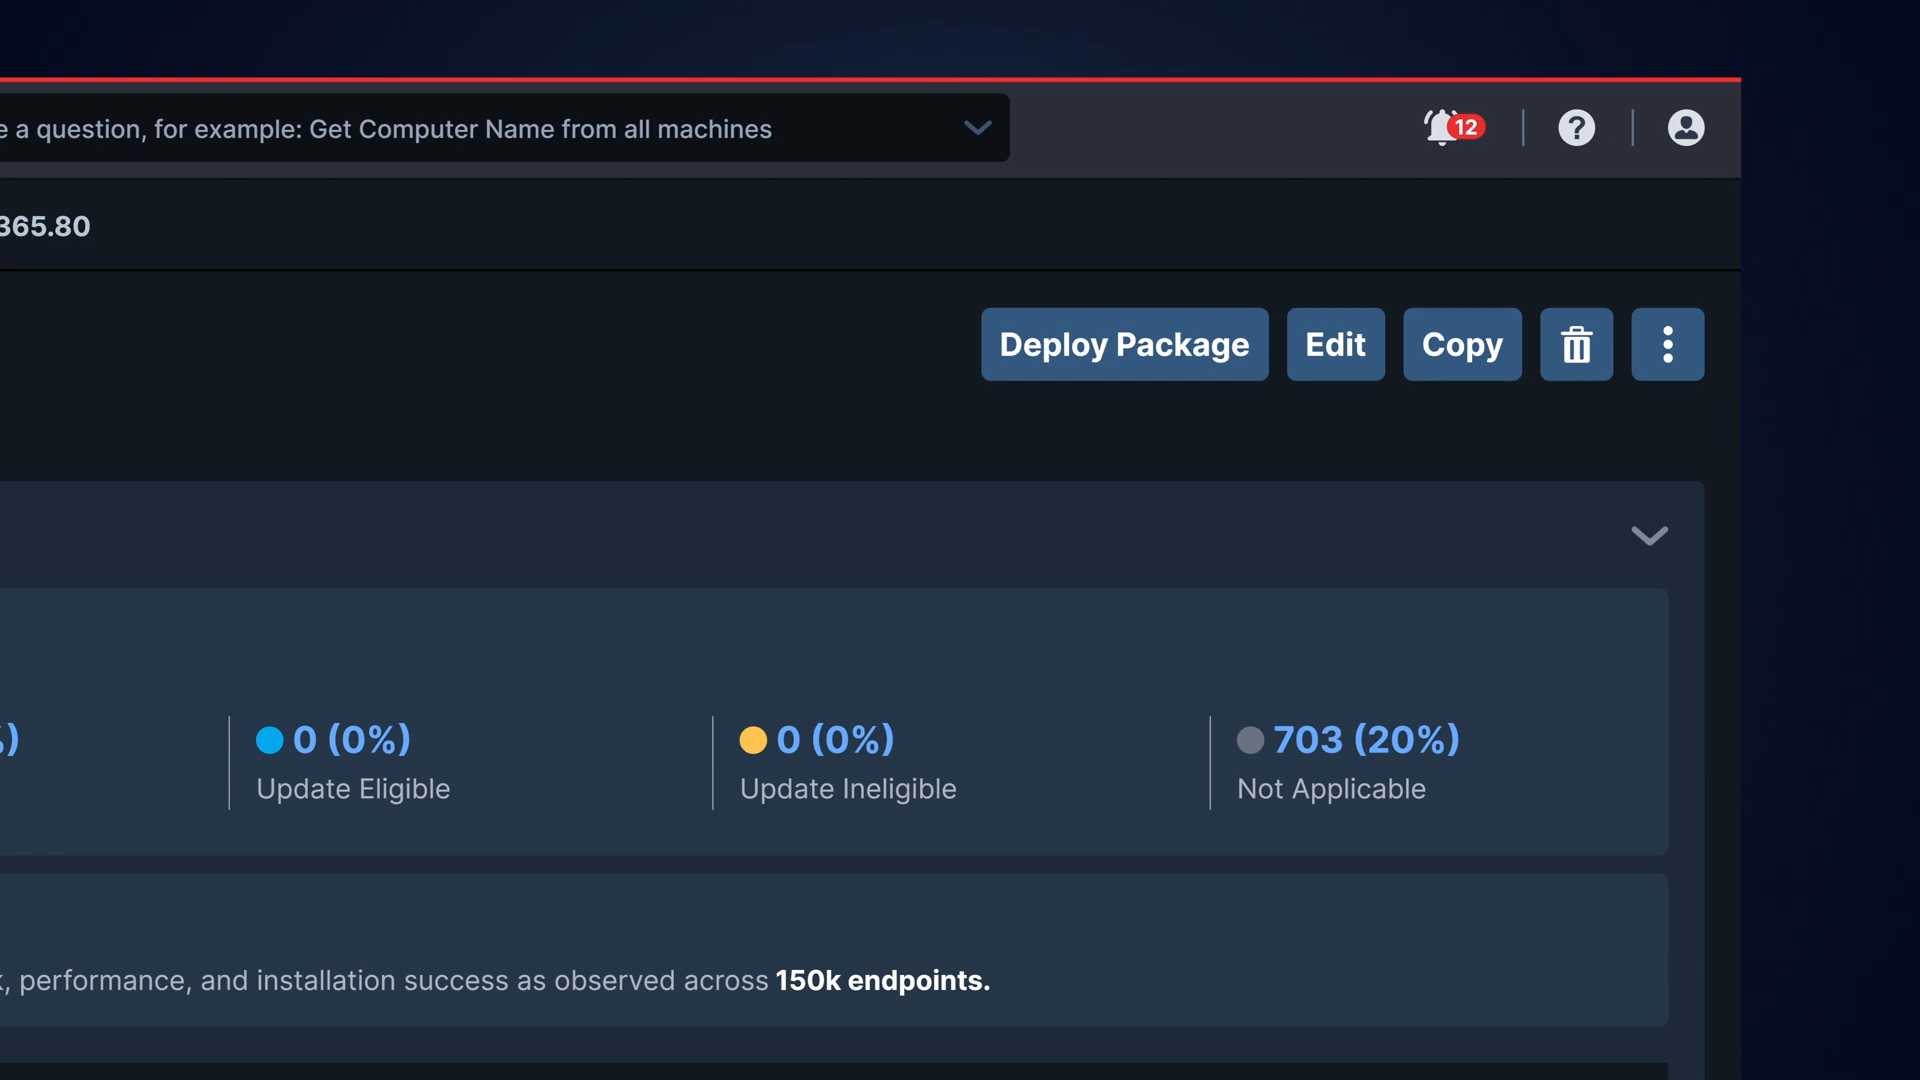 a question, for example: Get Computer Name from all machines
12
?
365.80
Deploy Package
Edit
Copy
0 (0%)
Update Eligible
0 (0%)
Update Ineligible
703 (20%)
Not Applicable
, performance, and installation success as observed across 150k endpoints.